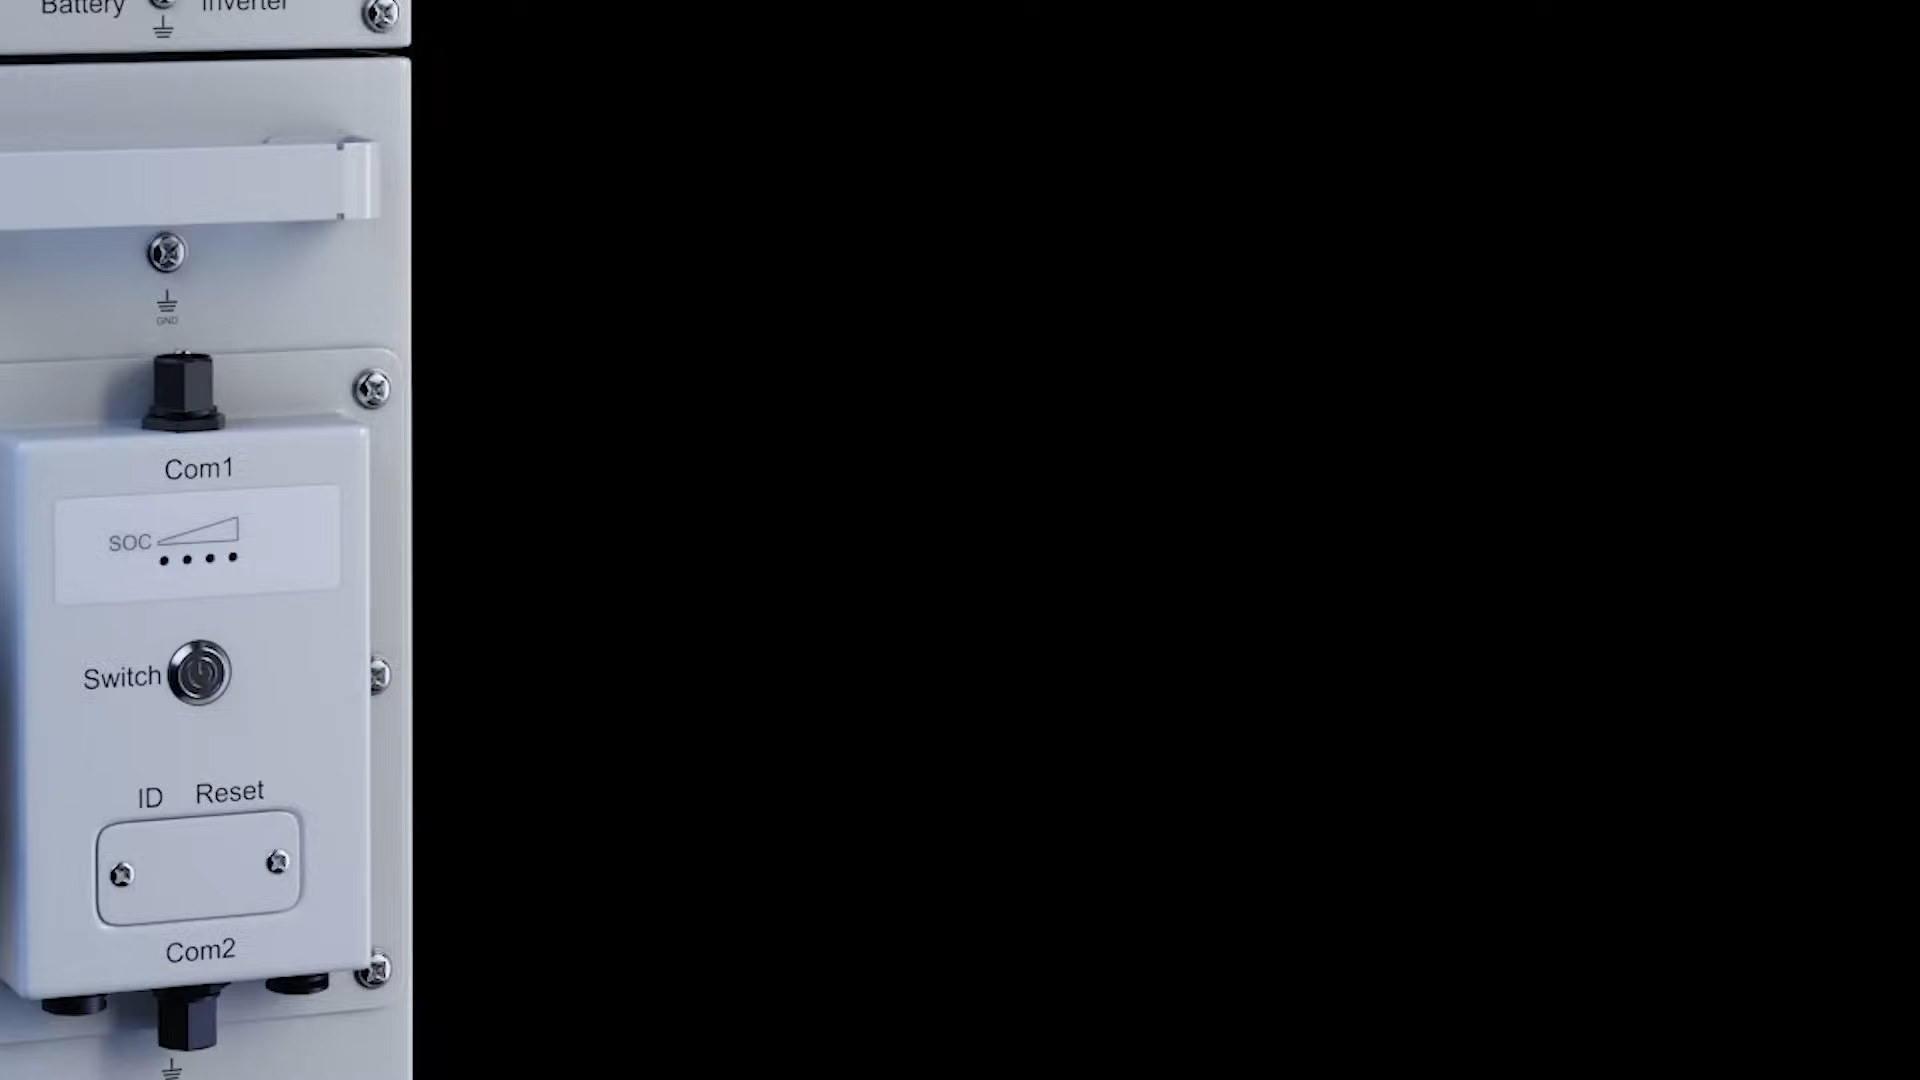 Battery Inverter
GND
Com1
SOC
Switch
ID Reset
Com2